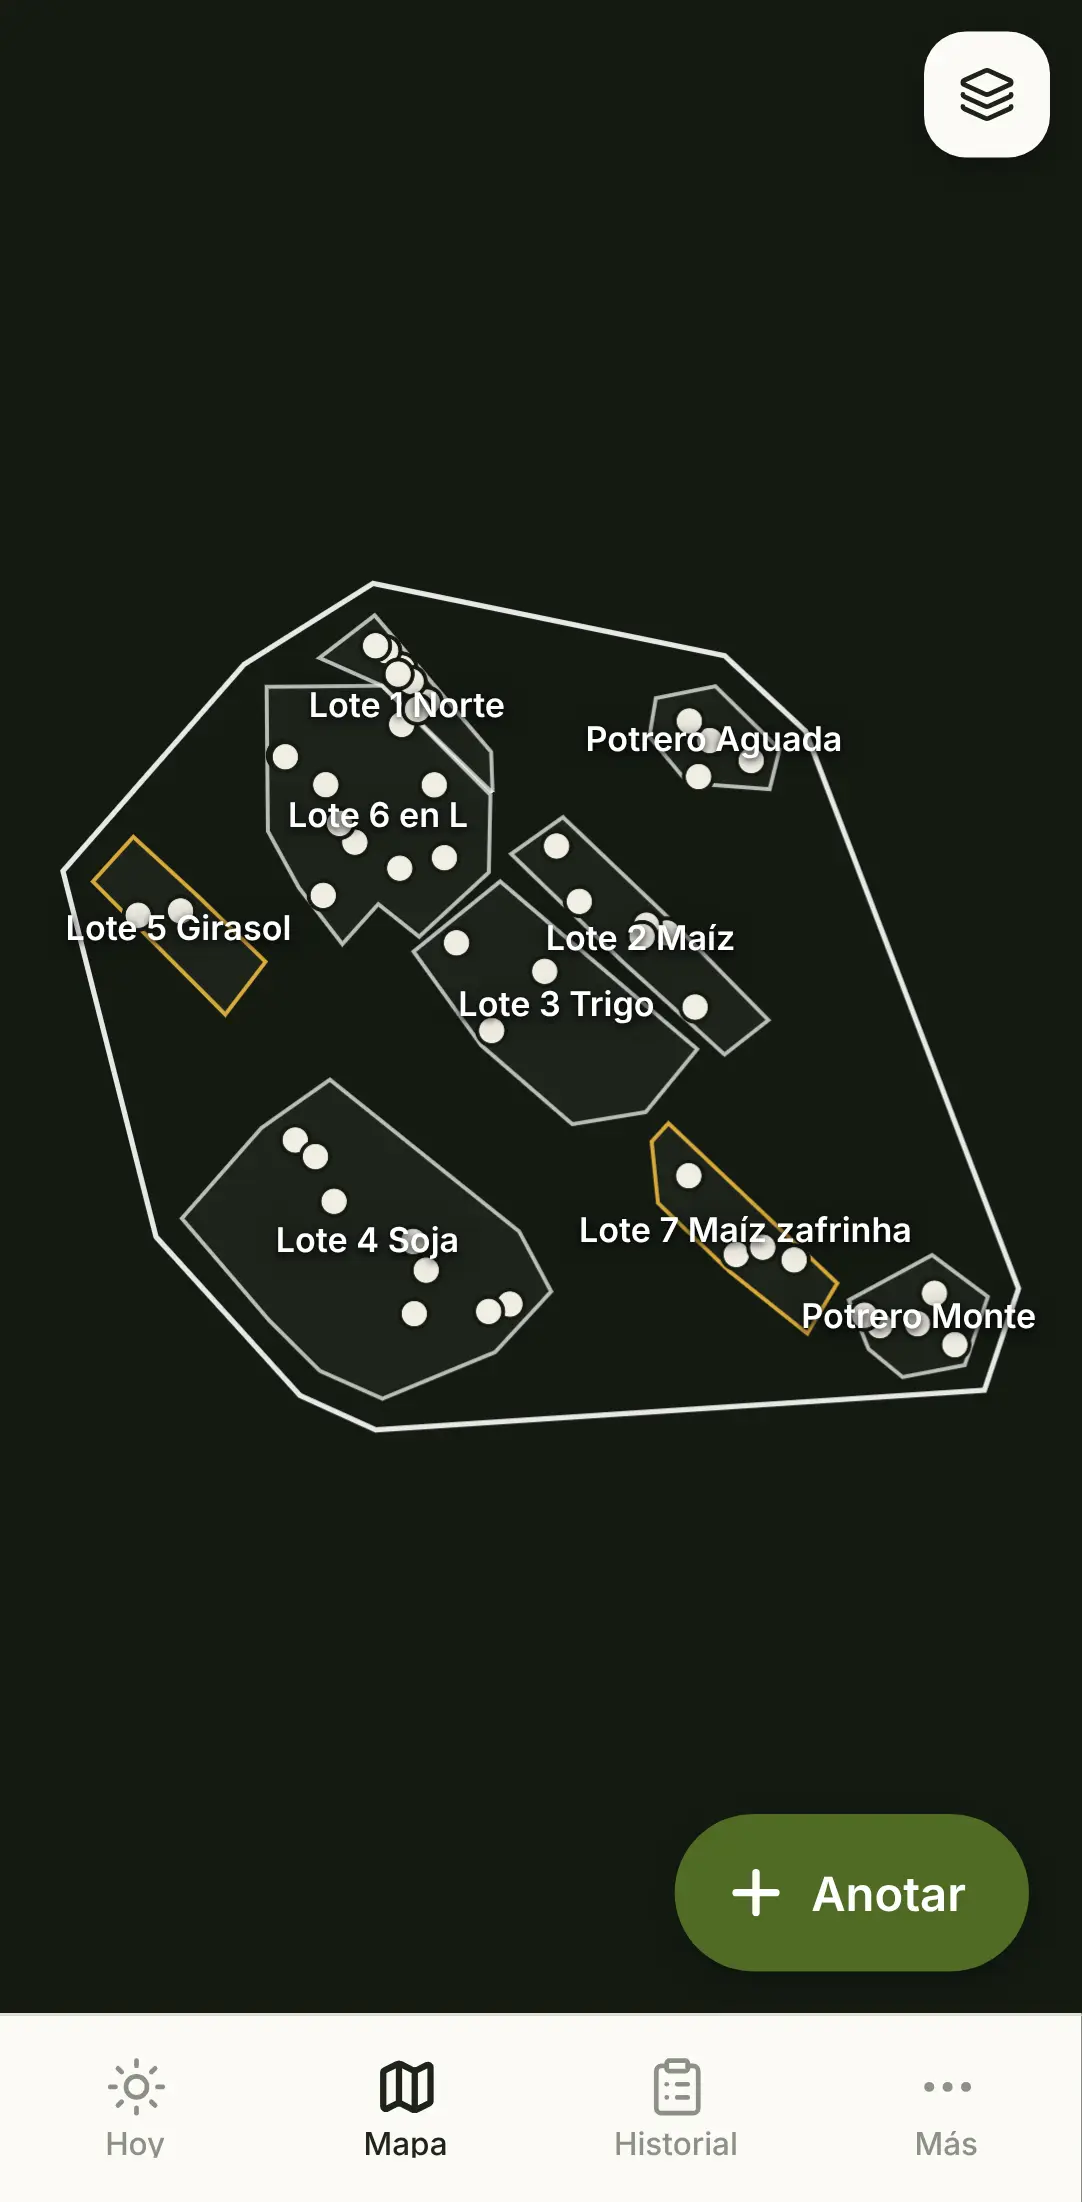 Lote 1 Norte
Potrero Aguada
Lote 6 en L
Lote 5 Girasol
Lote 2 Maíz
Lote 3 Trigo
Lote 4 Soja
Lote 7 Maíz zafrinha
Potrero Monte
Anotar
Hoy
Mapa
Historial
Más